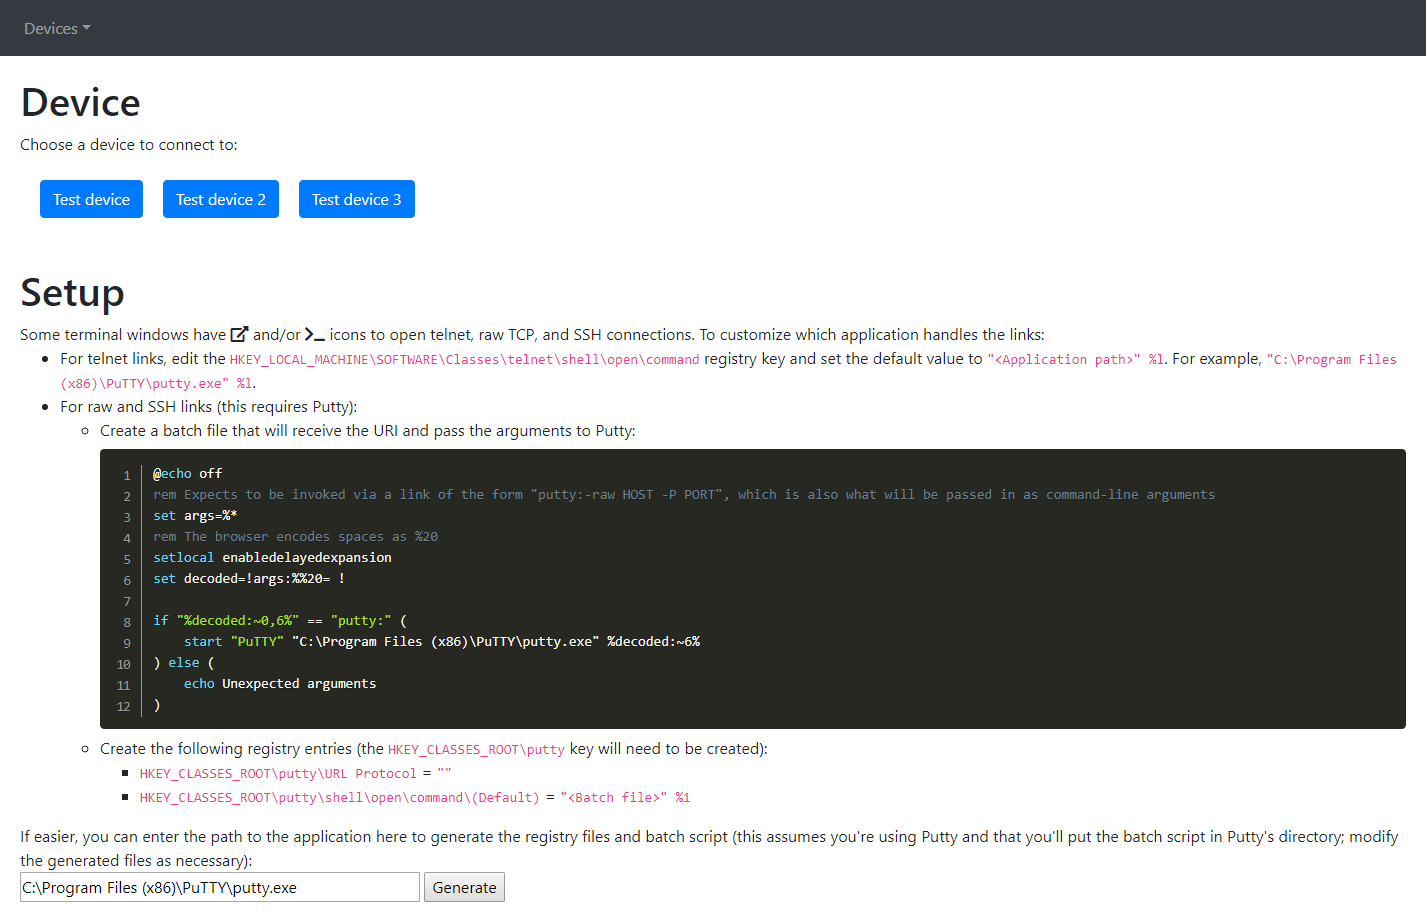 Devices
Device
Choose a device to connect to:
Test device
Test device 2
Test device 3
Setup
Some terminal windows have and/or icons to open telnet, raw TCP, and SSH connections. To customize which application handles the links:
For telnet links, edit the HKEY_LOCAL_MACHINE\SOFTWARE\Classes\telnet\shell\open\command registry key and set the default value to "<Application path>" %l. For example, "C:\Program Files
(x86)\PuTTY\putty.exe" %l.
For raw and SSH links (this requires Putty):
Create a batch file that will receive the URI and pass the arguments to Putty:
1 @echo off
2 rem Expects to be invoked via a link of the form "putty:-raw HOST -P PORT", which is also what will be passed in as command-line arguments
3 set args=%*
4 rem The browser encodes spaces as %20
5 setlocal enabledelayedexpansion
6 set decoded=!args:%%20= !
7
8 if "%decoded:~0,6%" == "putty:" (
9 start "PuTTY" "C:\Program Files (x86)\PuTTY\putty.exe" %decoded:~6%
10 ) else (
11 echo Unexpected arguments
12 )
Create the following registry entries (the HKEY_CLASSES_ROOT\putty key will need to be created):
HKEY_CLASSES_ROOT\putty\URL Protocol = ""
HKEY_CLASSES_ROOT\putty\shell\open\command\(Default) = "<Batch file>" %1
If easier, you can enter the path to the application here to generate the registry files and batch script (this assumes you're using Putty and that you'll put the batch script in Putty's directory; modify
the generated files as necessary):
C:\Program Files (x86)\PuTTY\putty.exe
Generate